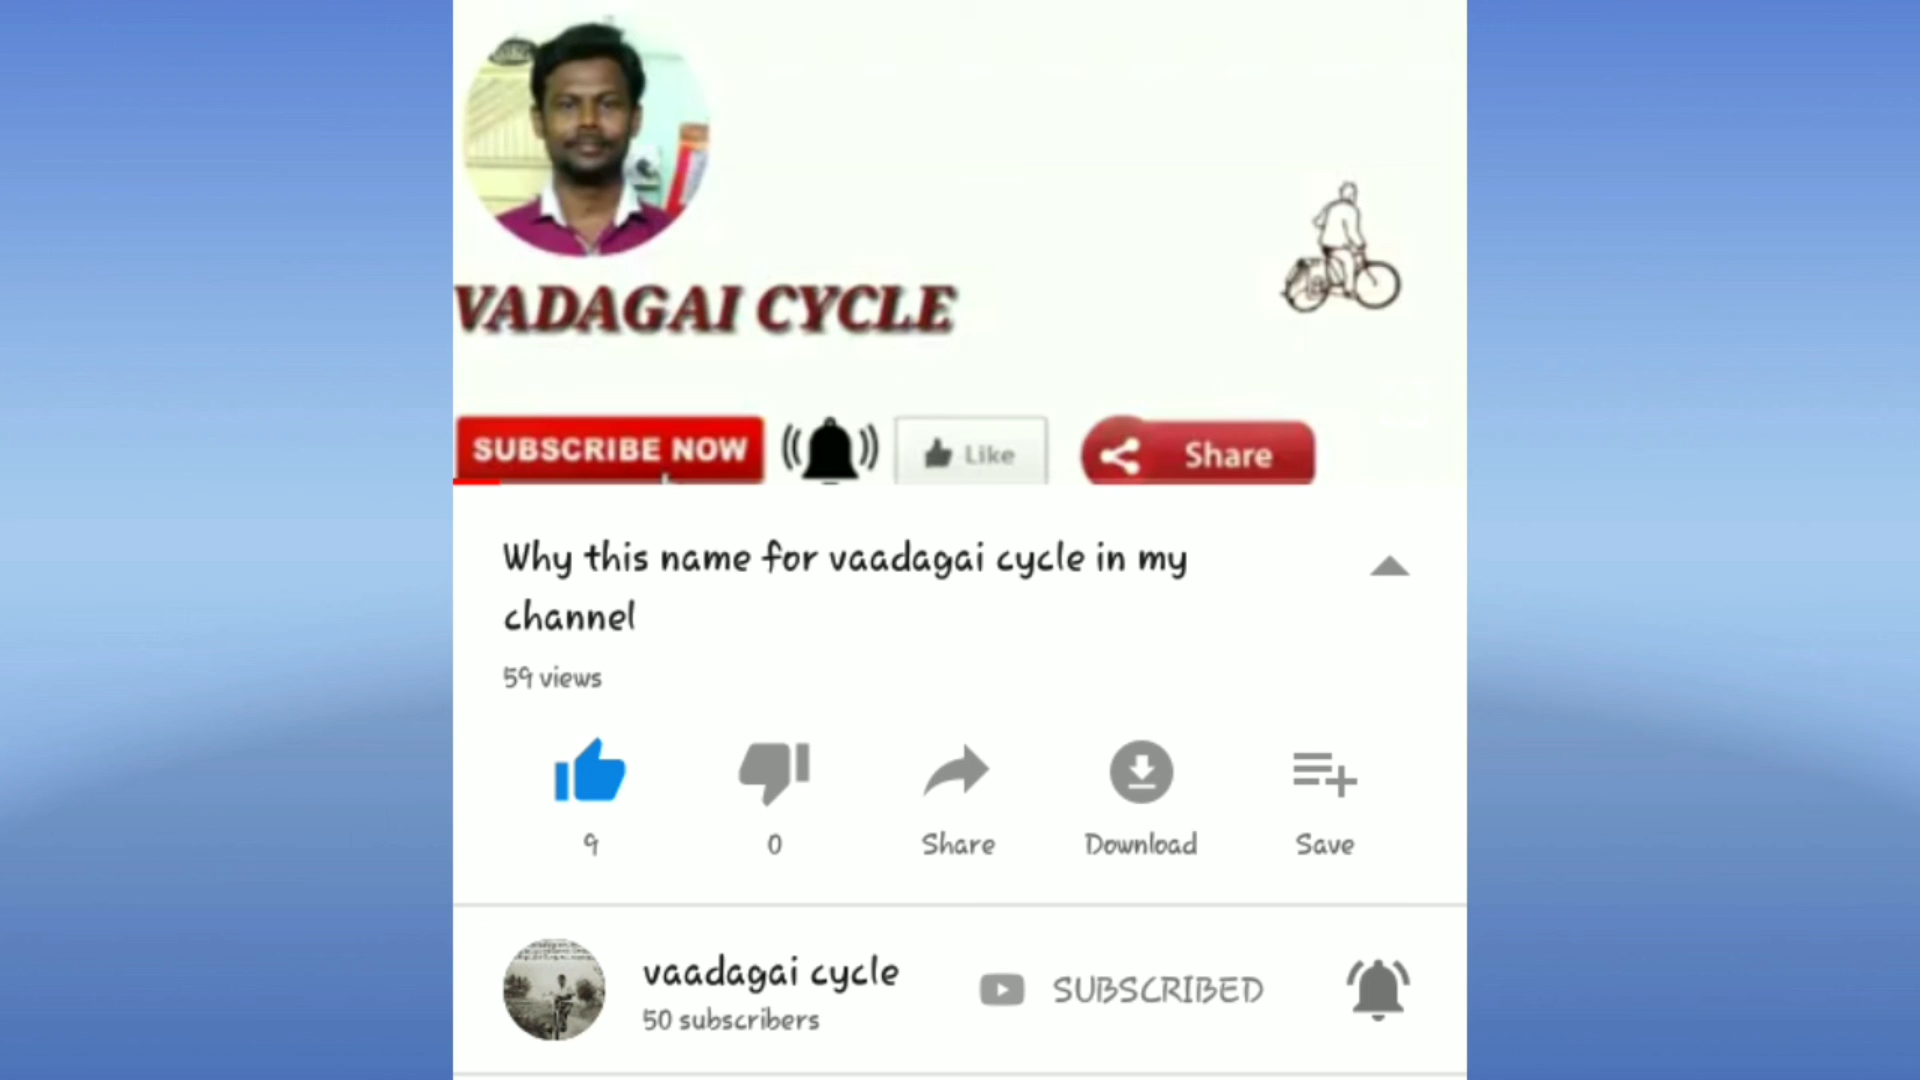 VADAGAI CYCLE
SUBSCRIBE NOW
Like
Share
Why this name for vaadagai cycle in my
channel
59 views
9
0
Share
Download
Save
vaadagai cycle
50 subscribers
SUBSCRIBED